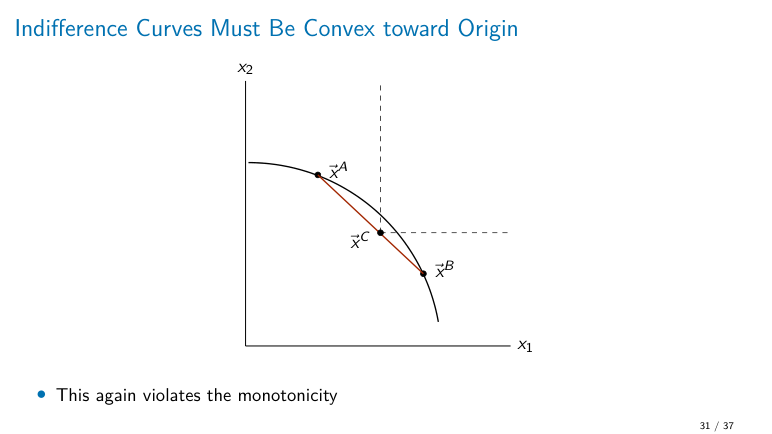 Indifference Curves Must Be Convex toward Origin
x₂
x⃗ᴬ
x⃗ᶜ
x⃗ᴮ
x₁
• This again violates the monotonicity
31 / 37